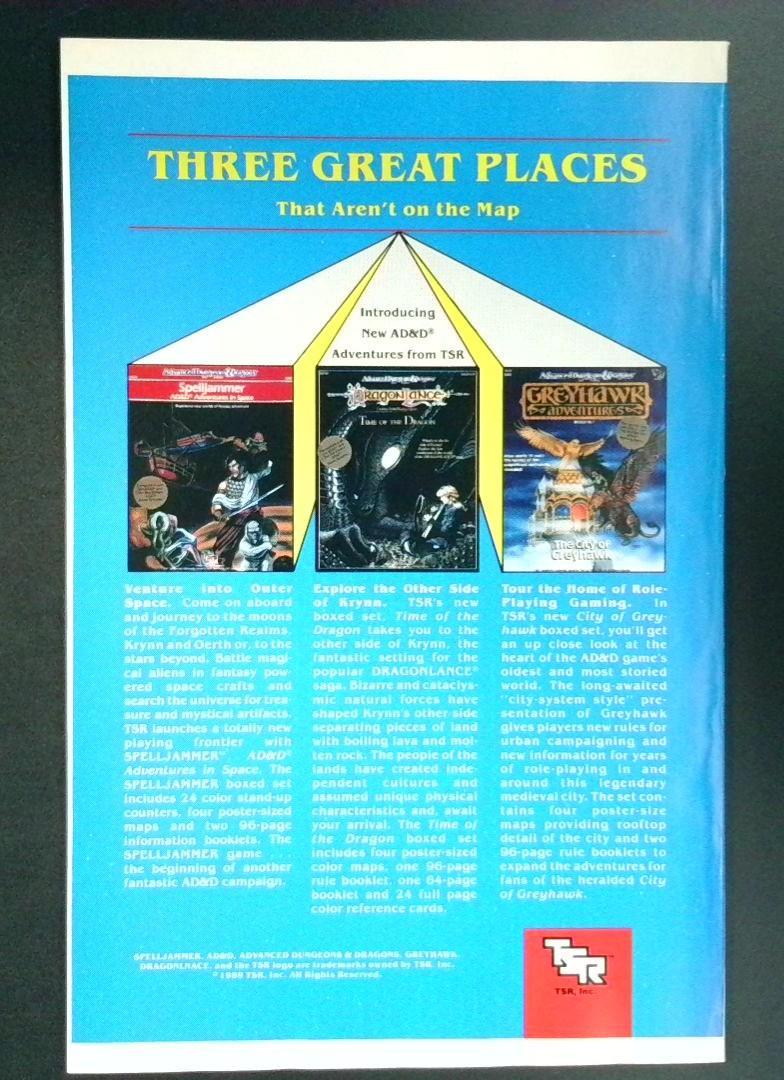 THREE GREAT PLACES
That Aren't on the Map
Introducing
New AD&D®
Adventures from TSR
Advanced Dungeons & Dragons
Spelljammer
AD&D® Adventures in Space
Advanced Dungeons & Dragons
DRAGONLANCE
TIME OF THE DRAGON
Advanced Dungeons & Dragons
GREYHAWK
ADVENTURES
The City of
Greyhawk
Venture Into Outer
Space. Come on aboard
and journey to the moons
of the Forgotten Realms,
Krynn and Oerth or, to the
stars beyond. Battle magi-
cal aliens in fantasy pow-
ered space crafts and
search the universe for trea-
sure and mystical artifacts.
TSR launches a totally new
playing frontier with
SPELLJAMMER™ AD&D®
Adventures in Space. The
SPELLJAMMER boxed set
includes 24 color stand-up
counters, four poster-sized
maps and two 96-page
information booklets. The
SPELLJAMMER game . . .
the beginning of another
fantastic AD&D campaign.
Explore the Other Side
of Krynn. TSR's new
boxed set, Time of the
Dragon takes you to the
other side of Krynn, the
fantastic setting for the
popular DRAGONLANCE®
saga. Bizarre and cataclys-
mic natural forces have
shaped Krynn's other side
separating pieces of land
with boiling lava and mol-
ten rock. The people of the
lands have created inde-
pendent cultures and
assumed unique physical
characteristics and, await
your arrival. The Time of
the Dragon boxed set
includes four poster-sized
color maps, one 96-page
rule booklet, one 64-page
booklet and 24 full page
color reference cards.
Tour the Home of Role-
Playing Gaming. In
TSR's new City of Grey-
hawk boxed set, you'll get
an up close look at the
heart of the AD&D game's
oldest and most storied
world. The long-awaited
"city-system style" pre-
sentation of Greyhawk
gives players new rules for
urban campaigning and
new information for years
of role-playing in and
around this legendary
medieval city. The set con-
tains four poster-size
maps providing rooftop
detail of the city and two
96-page rule booklets to
expand the adventures for
fans of the heralded City
of Greyhawk.
SPELLJAMMER, AD&D, ADVANCED DUNGEONS & DRAGONS, GREYHAWK,
DRAGONLNACE, and the TSR logo are trademarks owned by TSR, Inc.
© 1989 TSR, Inc. All Rights Reserved.
TSR™
TSR, Inc.